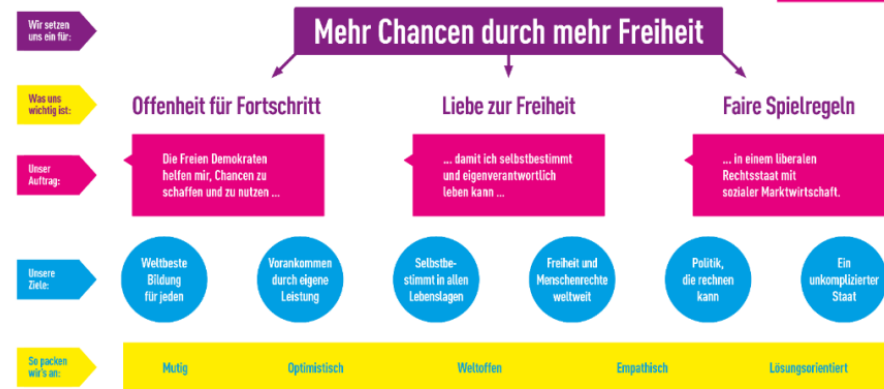 Wir setzen
uns ein für:
Mehr Chancen durch mehr Freiheit
Was uns
wichtig ist:
Offenheit für Fortschritt
Liebe zur Freiheit
Faire Spielregeln
Unser
Auftrag:
Die Freien Demokraten
helfen mir, Chancen zu
schaffen und zu nutzen ...
... damit ich selbstbestimmt
und eigenverantwortlich
leben kann ...
... in einem liberalen
Rechtsstaat mit
sozialer Marktwirtschaft.
Unsere
Ziele:
Weltbeste
Bildung
für jeden
Vorankommen
durch eigene
Leistung
Selbstbe-
stimmt in allen
Lebenslagen
Freiheit und
Menschenrechte
weltweit
Politik,
die rechnen
kann
Ein
unkomplizierter
Staat
So packen
wir's an:
Mutig
Optimistisch
Weltoffen
Empathisch
Lösungsorientiert